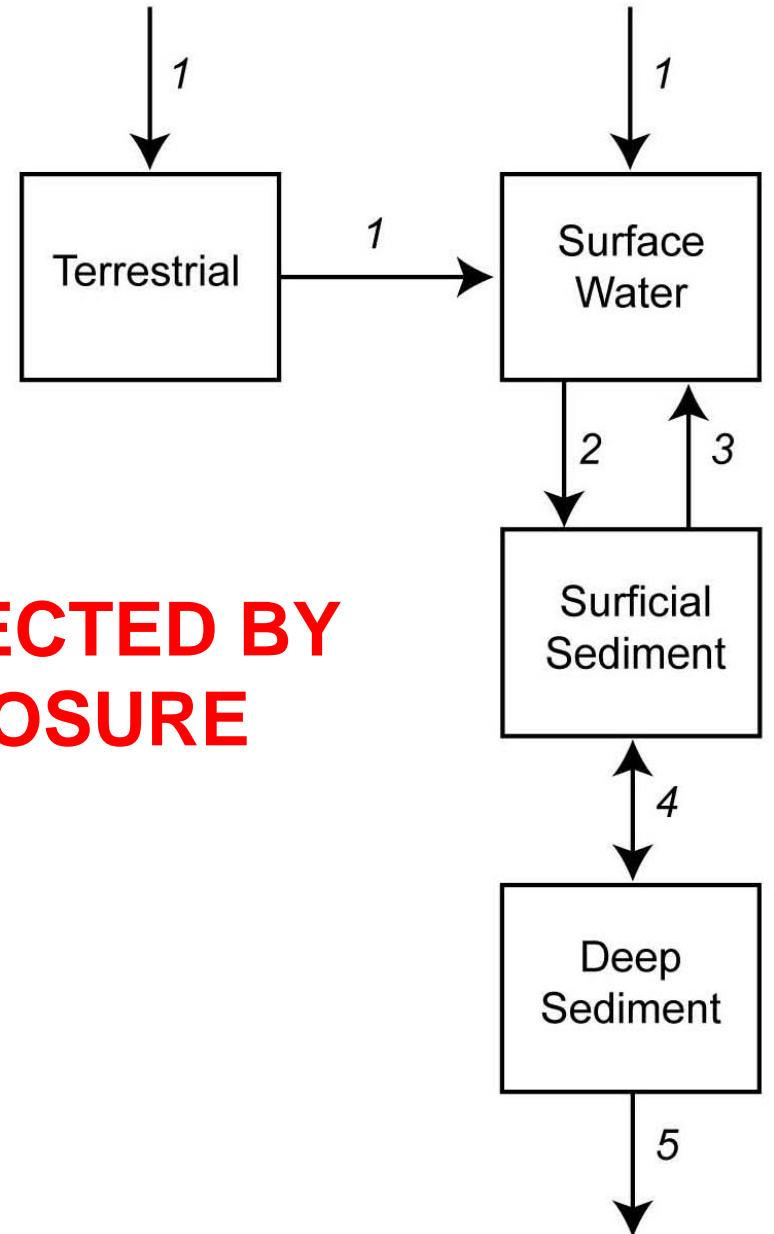 1
1
Terrestrial
1
Surface
Water
2
3
Surficial
Sediment
ECTED BY
OSURE
4
Deep
Sediment
5